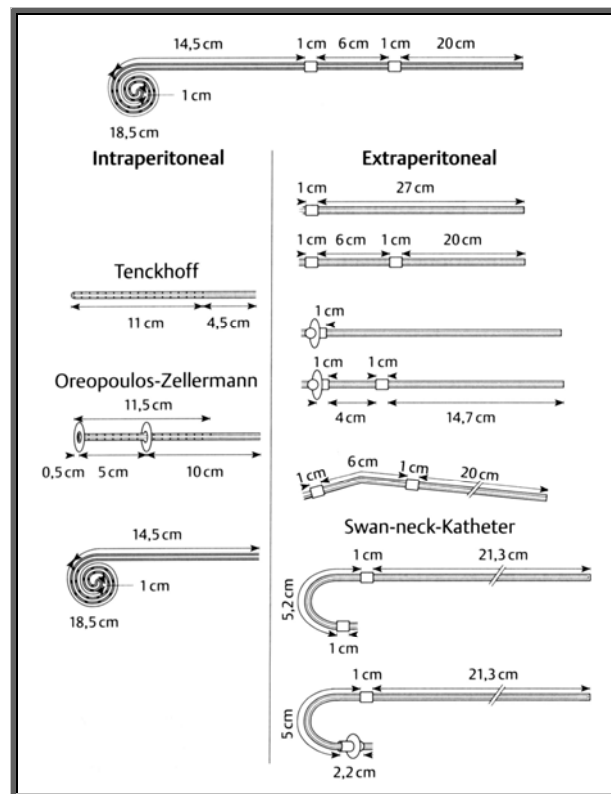 14,5 cm 1 cm 6 cm 1 cm 20 cm
1 cm
18,5 cm
Intraperitoneal
Tenckhoff
11 cm 4,5 cm
Oreopoulos-Zellermann
11,5 cm
0,5 cm 5 cm 10 cm
14,5 cm
1 cm
18,5 cm
Extraperitoneal
1 cm 27 cm
1 cm 6 cm 1 cm 20 cm
1 cm
1 cm 1 cm
4 cm 14,7 cm
1 cm 6 cm 1 cm 20 cm
Swan-neck-Katheter
1 cm 21,3 cm
5,2 cm
1 cm
1 cm 21,3 cm
5 cm
2,2 cm